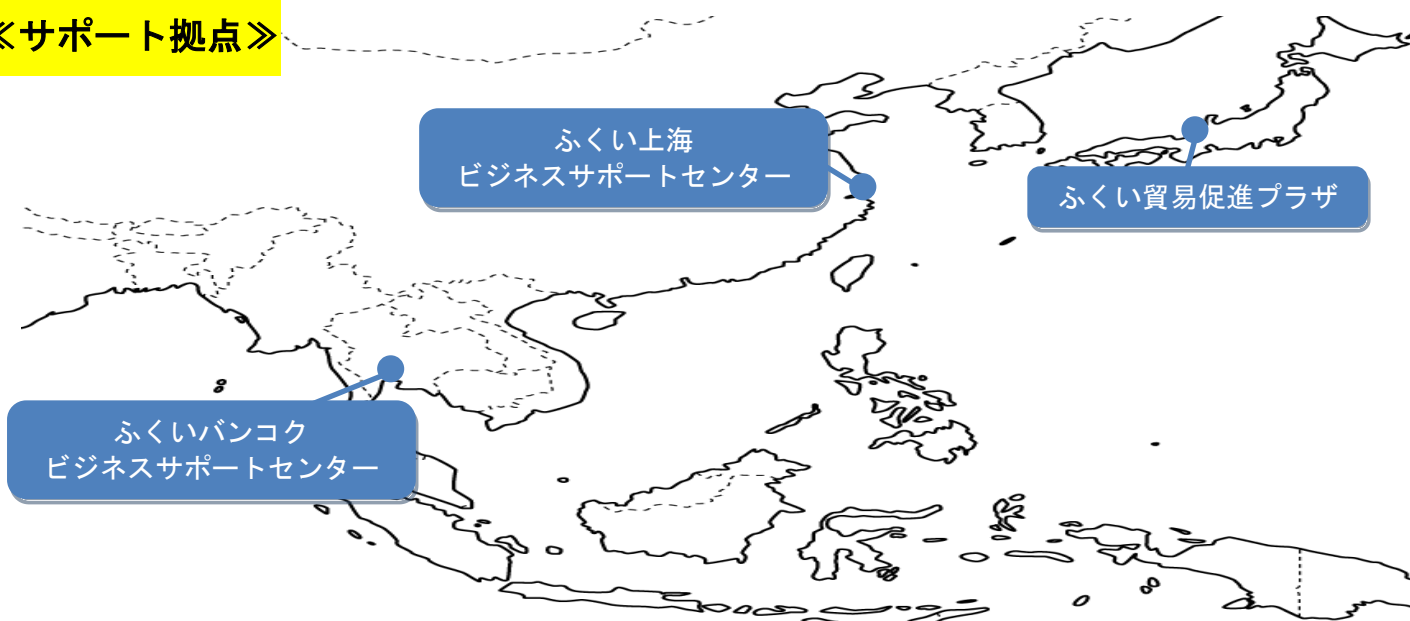 ≪サポート拠点≫
ふくい上海
ビジネスサポートセンター
ふくい貿易促進プラザ
ふくいバンコク
ビジネスサポートセンター